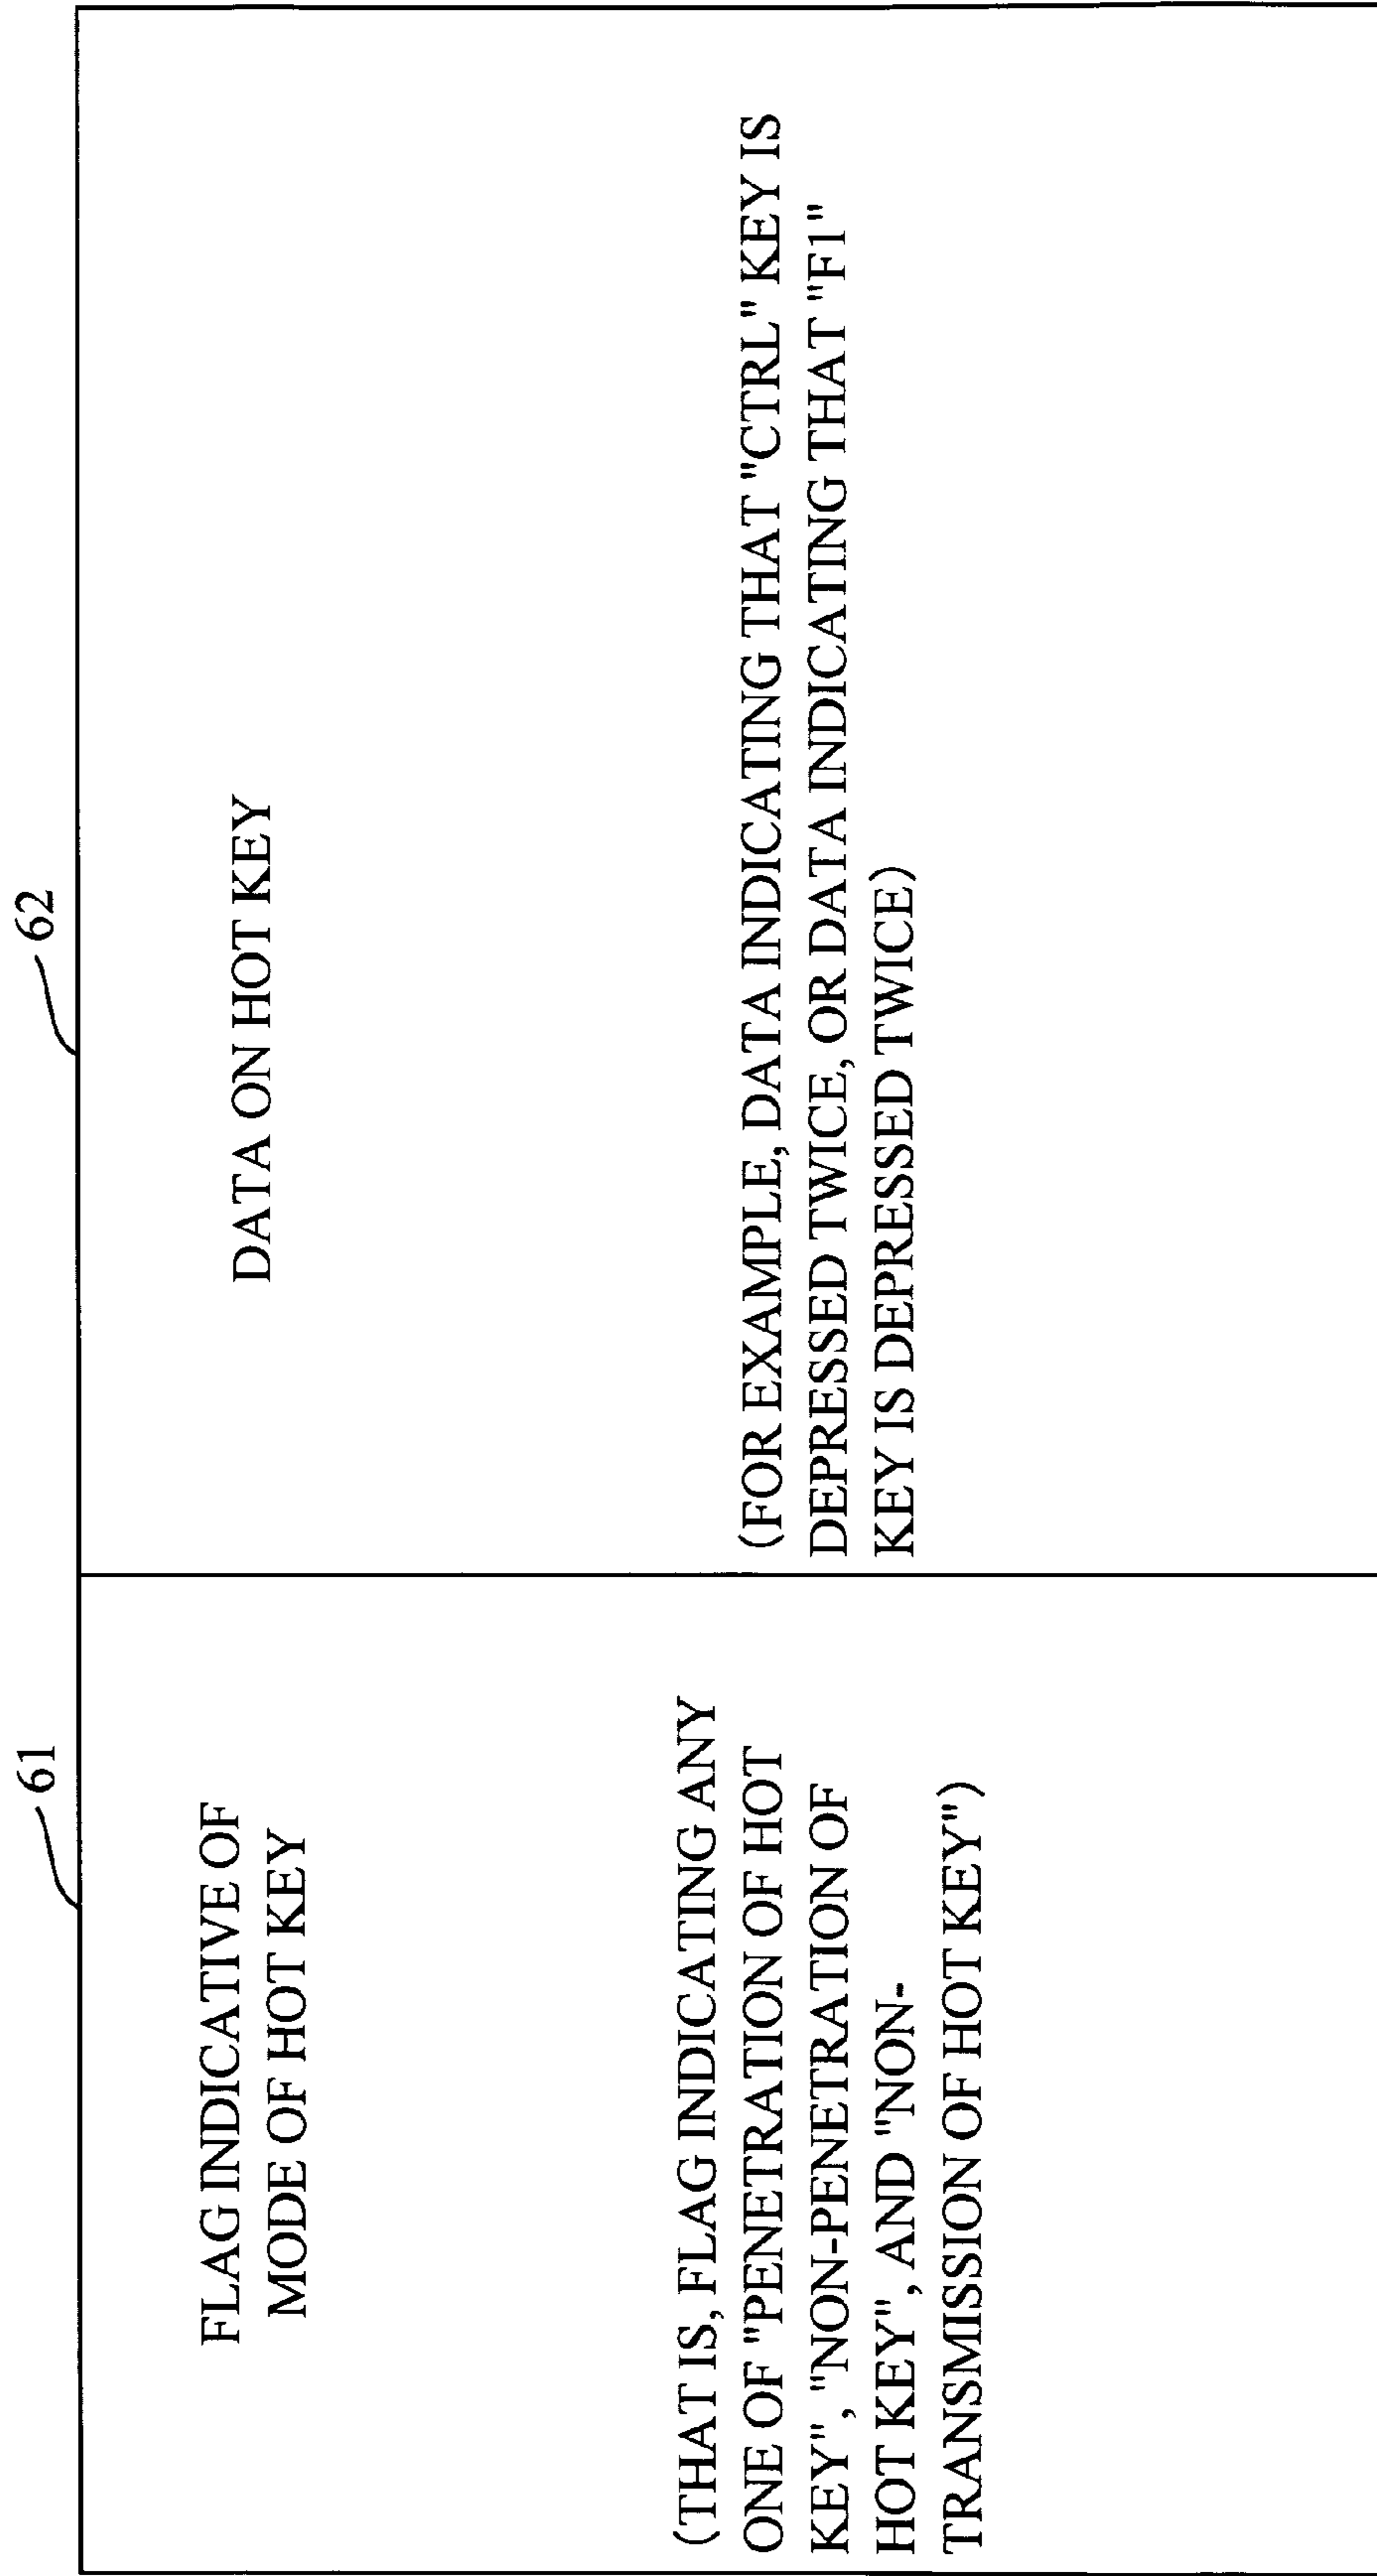 61
62
FLAG INDICATIVE OF
MODE OF HOT KEY
(THAT IS, FLAG INDICATING ANY
ONE OF "PENETRATION OF HOT
KEY", "NON-PENETRATION OF
HOT KEY", AND "NON-
TRANSMISSION OF HOT KEY")
DATA ON HOT KEY
(FOR EXAMPLE, DATA INDICATING THAT "CTRL" KEY IS
DEPRESSED TWICE, OR DATA INDICATING THAT "F1"
KEY IS DEPRESSED TWICE)